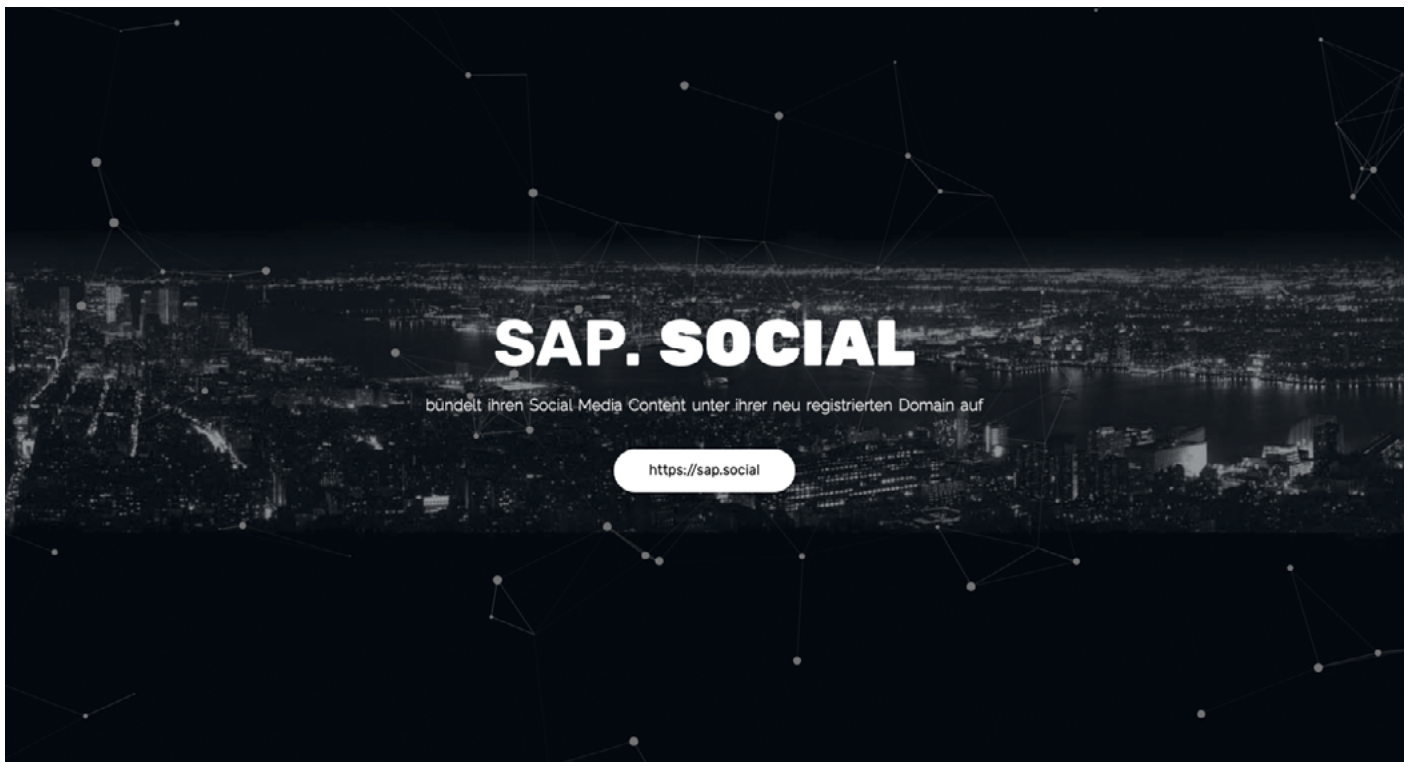 SAP. SOCIAL
bündelt ihren Social Media Content unter ihrer neu registrierten Domain auf
https://sap.social